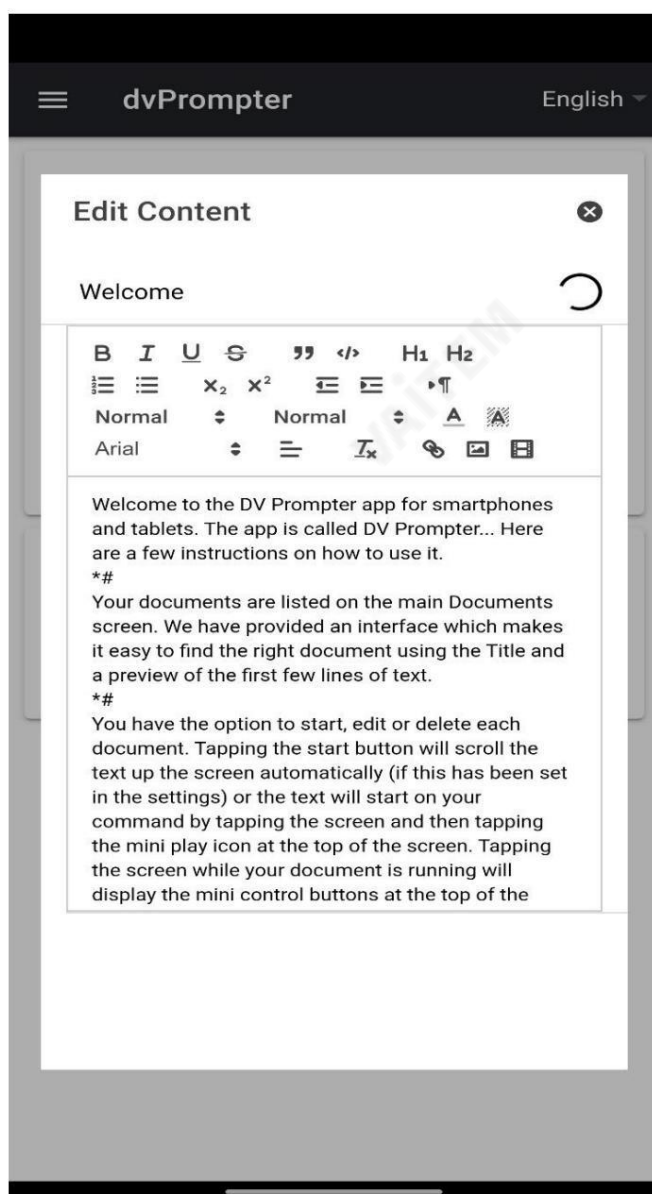 dvPrompter English
Edit Content
Welcome
B I U S ” </> H1 H2
X₂ X² ¶
Normal Normal A A
Arial Tx
Welcome to the DV Prompter app for smartphones
and tablets. The app is called DV Prompter... Here
are a few instructions on how to use it.
*#
Your documents are listed on the main Documents
screen. We have provided an interface which makes
it easy to find the right document using the Title and
a preview of the first few lines of text.
*#
You have the option to start, edit or delete each
document. Tapping the start button will scroll the
text up the screen automatically (if this has been set
in the settings) or the text will start on your
command by tapping the screen and then tapping
the mini play icon at the top of the screen. Tapping
the screen while your document is running will
display the mini control buttons at the top of the
VAITEM